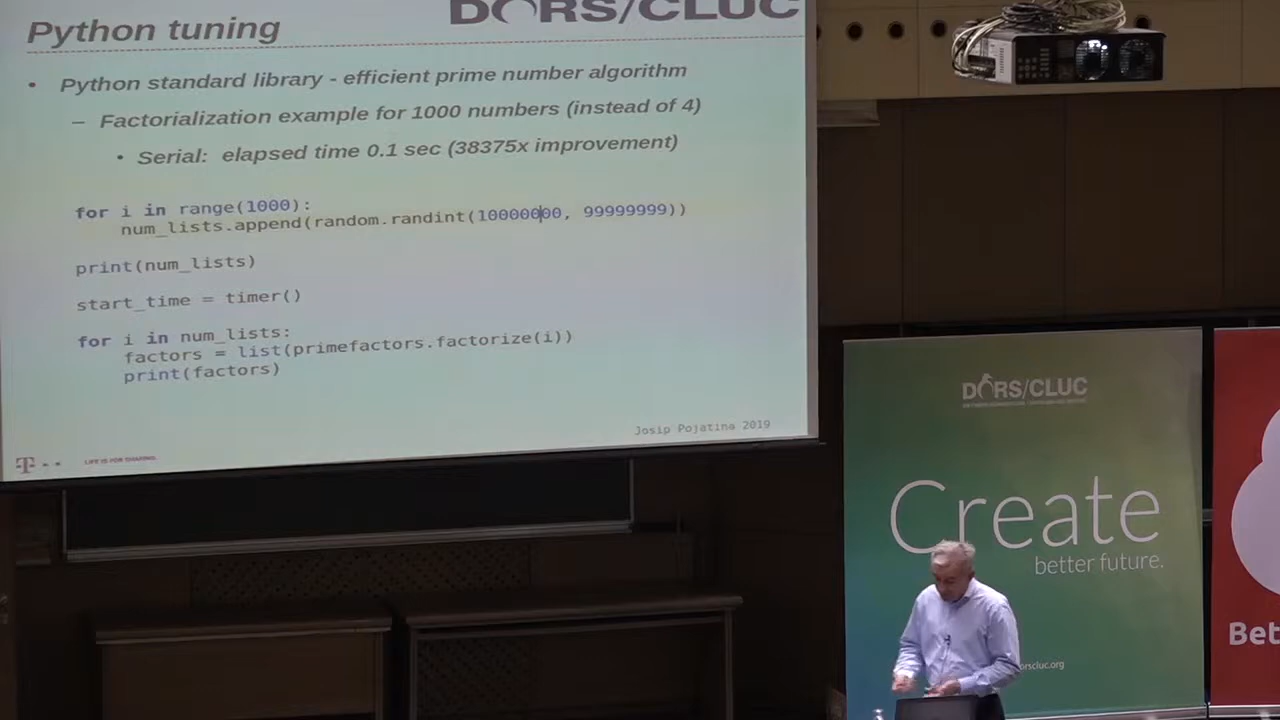 Python tuning
DORS/CLUC
• Python standard library - efficient prime number algorithm
– Factorialization example for 1000 numbers (instead of 4)
• Serial: elapsed time 0.1 sec (38375x improvement)
for i in range(1000):
num_lists.append(random.randint(10000000, 99999999))
print(num_lists)
start_time = timer()
for i in num_lists:
factors = list(primefactors.factorize(i))
print(factors)
Josip Pojatina 2019
T
LIFE IS FOR SHARING.
DORS/CLUC
Create
better future.
orscluc.org
Bet